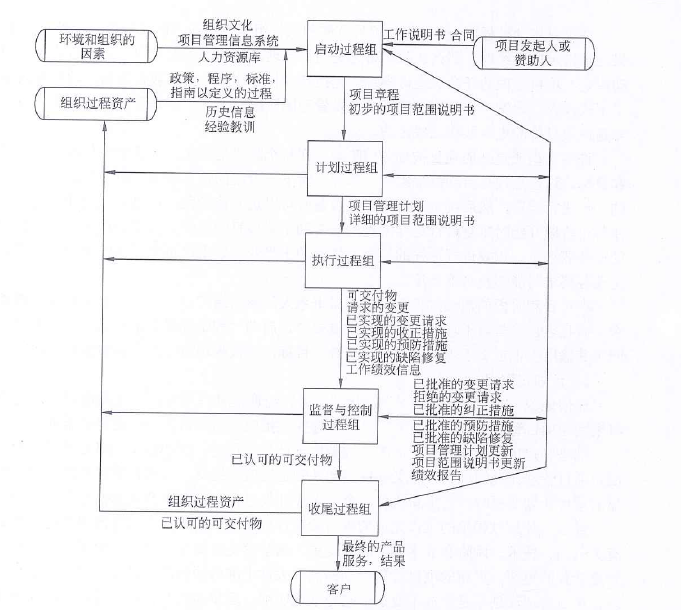 组织文化
环境和组织的
因素
项目管理信息系统
人力资源库
启动过程组
工作说明书 合同
项目发起人或
赞助人
政策，程序，标准，
指南以定义的过程
组织过程资产
历史信息
经验教训
项目章程
初步的项目范围说明书
计划过程组
项目管理计划
详细的项目范围说明书
执行过程组
可交付物
请求的变更
已实现的变更请求
已实现的收正措施
已实现的预防措施
已实现的缺陷修复
工作绩效信息
监督与控制
过程组
已批准的变更请求
拒绝的变更请求
已批准的纠正措施
已批准的预防措施
已批准的缺陷修复
项目管理计划更新
项目范围说明书更新
绩效报告
已认可的可交付物
收尾过程组
组织过程资产
已认可的可交付物
最终的产品
服务，结果
客户